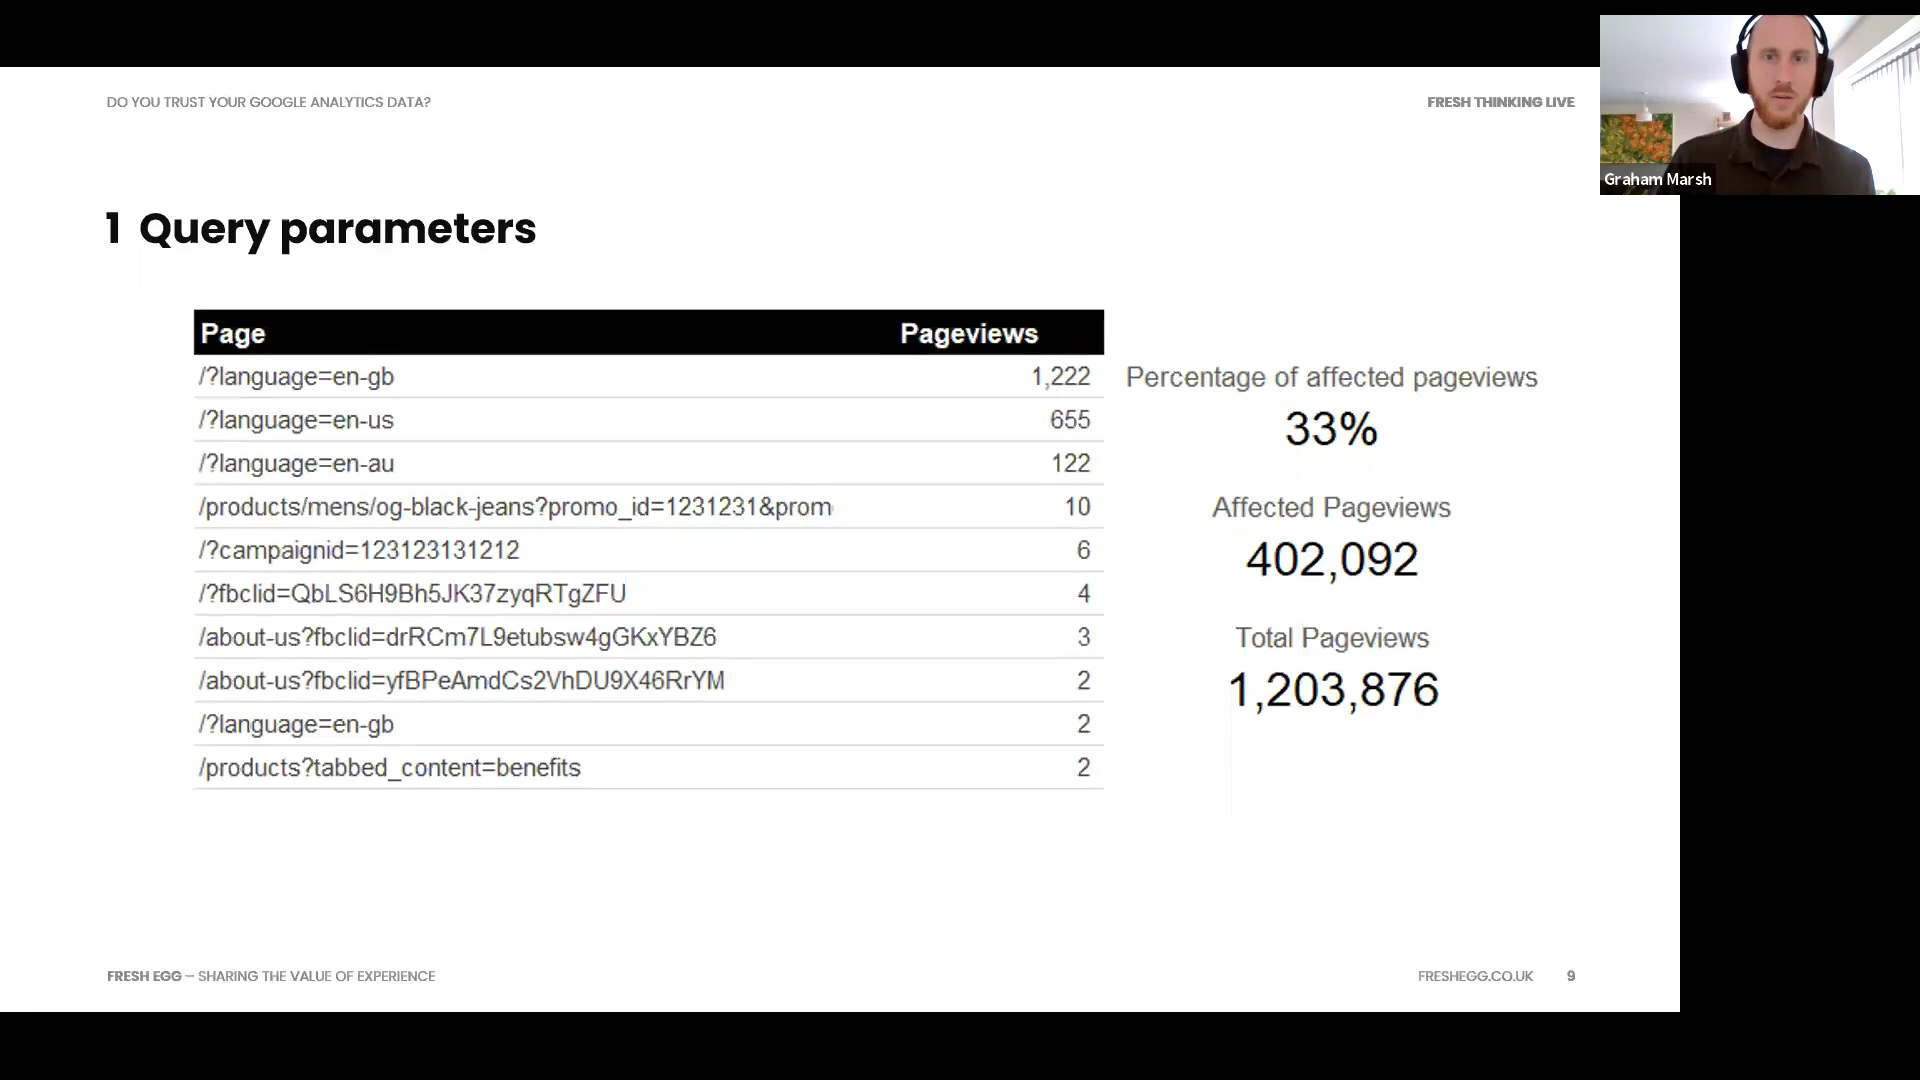 DO YOU TRUST YOUR GOOGLE ANALYTICS DATA?
FRESH THINKING LIVE
Graham Marsh
1 Query parameters
Page Pageviews
/?language=en-gb 1,222
/?language=en-us 655
/?language=en-au 122
/products/mens/og-black-jeans?promo_id=1231231&prom 10
/?campaignid=123123131212 6
/?fbclid=QbLS6H9Bh5JK37zyqRTgZFU 4
/about-us?fbclid=drRCm7L9etubsw4gGKxYBZ6 3
/about-us?fbclid=yfBPeAmdCs2VhDU9X46RrYM 2
/?language=en-gb 2
/products?tabbed_content=benefits 2
Percentage of affected pageviews
33%
Affected Pageviews
402,092
Total Pageviews
1,203,876
FRESH EGG – SHARING THE VALUE OF EXPERIENCE
FRESHEGG.CO.UK 9